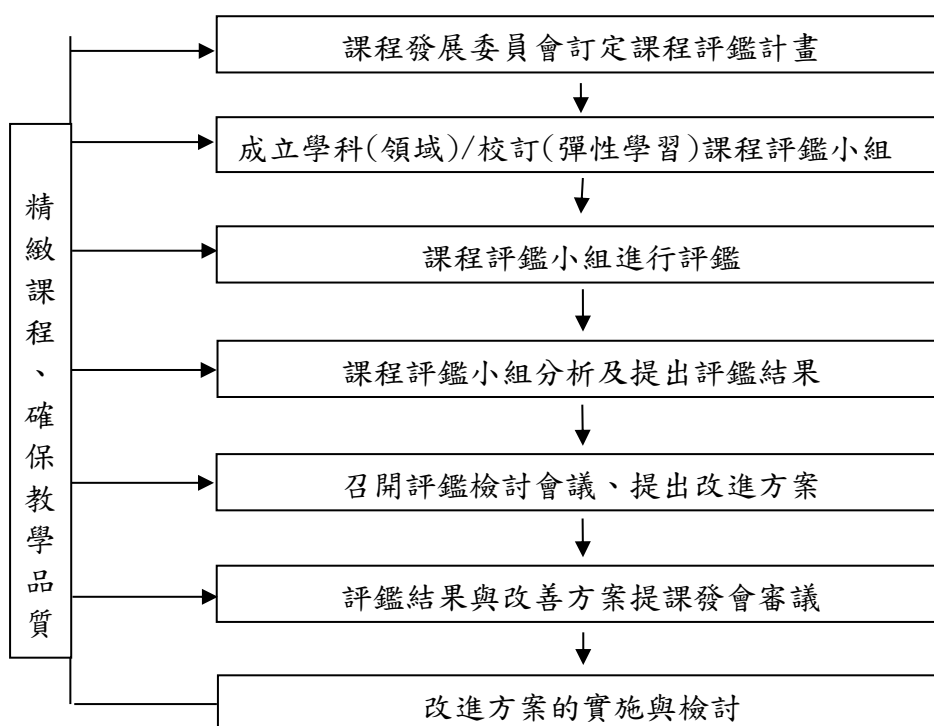 課程發展委員會訂定課程評鑑計畫
成立學科(領域)/校訂(彈性學習)課程評鑑小組
課程評鑑小組進行評鑑
課程評鑑小組分析及提出評鑑結果
召開評鑑檢討會議、提出改進方案
評鑑結果與改善方案提課發會審議
改進方案的實施與檢討
精緻課程、確保教學品質